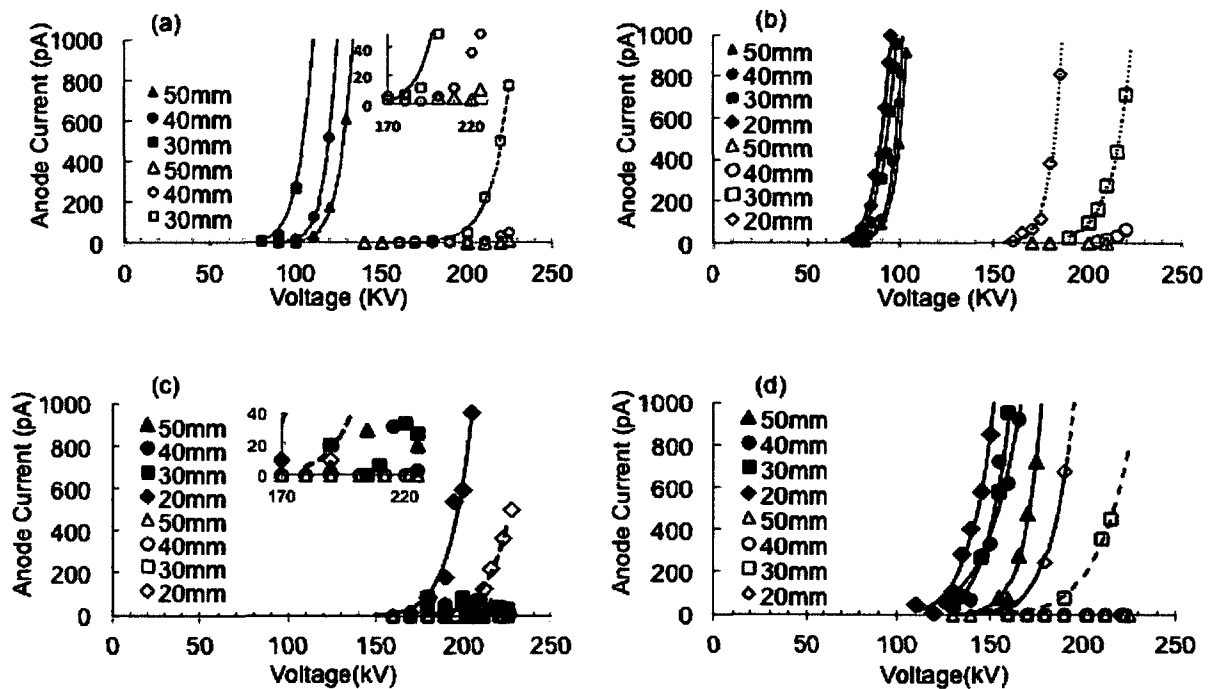 (a)
Anode Current (pA)
1000
800
600
400
200
0
50mm
40mm
30mm
50mm
40mm
30mm
40
20
0
170
220
0
50
100
150
200
250
Voltage (KV)
(b)
Anode Current (pA)
1000
800
600
400
200
0
50mm
40mm
30mm
20mm
50mm
40mm
30mm
20mm
0
50
100
150
200
250
Voltage (KV)
(c)
Anode Current (pA)
1000
800
600
400
200
0
50mm
40mm
30mm
20mm
50mm
40mm
30mm
20mm
40
20
0
170
220
0
50
100
150
200
250
Voltage(kV)
(d)
Anode Current (pA)
1000
800
600
400
200
0
50mm
40mm
30mm
20mm
50mm
40mm
30mm
20mm
0
50
100
150
200
250
Voltage(kV)